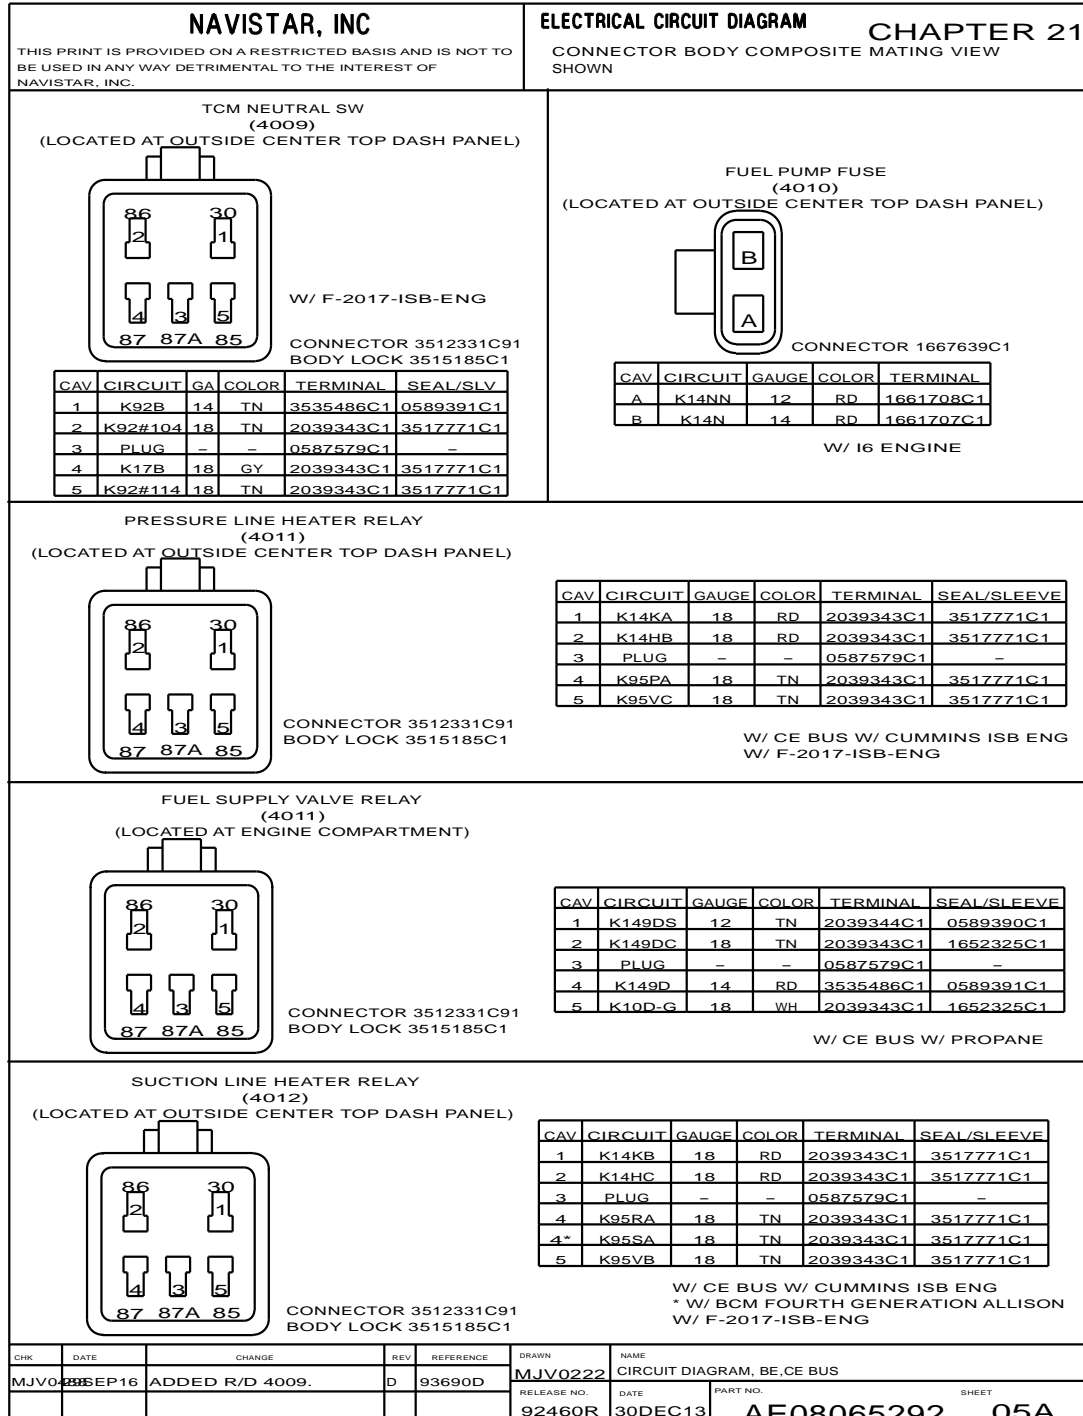 NAVISTAR, INC
THIS PRINT IS PROVIDED ON A RESTRICTED BASIS AND IS NOT TO
BE USED IN ANY WAY DETRIMENTAL TO THE INTEREST OF
NAVISTAR, INC.
ELECTRICAL CIRCUIT DIAGRAM
CHAPTER 21
CONNECTOR BODY COMPOSITE MATING VIEW
SHOWN
TCM NEUTRAL SW
(4009)
(LOCATED AT OUTSIDE CENTER TOP DASH PANEL)
86 30
2 1
4 3 5
87 87A 85
W/ F-2017-ISB-ENG
CONNECTOR 3512331C91
BODY LOCK 3515185C1
CAV CIRCUIT GA COLOR TERMINAL SEAL/SLV
1 K92B 14 TN 3535486C1 0589391C1
2 K92#104 18 TN 2039343C1 3517771C1
3 PLUG – – 0587579C1 –
4 K17B 18 GY 2039343C1 3517771C1
5 K92#114 18 TN 2039343C1 3517771C1
FUEL PUMP FUSE
(4010)
(LOCATED AT OUTSIDE CENTER TOP DASH PANEL)
B
A
CONNECTOR 1667639C1
CAV CIRCUIT GAUGE COLOR TERMINAL
A K14NN 12 RD 1661708C1
B K14N 14 RD 1661707C1
W/ I6 ENGINE
PRESSURE LINE HEATER RELAY
(4011)
(LOCATED AT OUTSIDE CENTER TOP DASH PANEL)
86 30
2 1
4 3 5
87 87A 85
CONNECTOR 3512331C91
BODY LOCK 3515185C1
CAV CIRCUIT GAUGE COLOR TERMINAL SEAL/SLEEVE
1 K14KA 18 RD 2039343C1 3517771C1
2 K14HB 18 RD 2039343C1 3517771C1
3 PLUG – – 0587579C1 –
4 K95PA 18 TN 2039343C1 3517771C1
5 K95VC 18 TN 2039343C1 3517771C1
W/ CE BUS W/ CUMMINS ISB ENG
W/ F-2017-ISB-ENG
FUEL SUPPLY VALVE RELAY
(4011)
(LOCATED AT ENGINE COMPARTMENT)
86 30
2 1
4 3 5
87 87A 85
CONNECTOR 3512331C91
BODY LOCK 3515185C1
CAV CIRCUIT GAUGE COLOR TERMINAL SEAL/SLEEVE
1 K149DS 12 TN 2039344C1 0589390C1
2 K149DC 18 TN 2039343C1 1652325C1
3 PLUG – – 0587579C1 –
4 K149D 14 RD 3535486C1 0589391C1
5 K10D-G 18 WH 2039343C1 1652325C1
W/ CE BUS W/ PROPANE
SUCTION LINE HEATER RELAY
(4012)
(LOCATED AT OUTSIDE CENTER TOP DASH PANEL)
86 30
2 1
4 3 5
87 87A 85
CONNECTOR 3512331C91
BODY LOCK 3515185C1
CAV CIRCUIT GAUGE COLOR TERMINAL SEAL/SLEEVE
1 K14KB 18 RD 2039343C1 3517771C1
2 K14HC 18 RD 2039343C1 3517771C1
3 PLUG – – 0587579C1 –
4 K95RA 18 TN 2039343C1 3517771C1
4* K95SA 18 TN 2039343C1 3517771C1
5 K95VB 18 TN 2039343C1 3517771C1
W/ CE BUS W/ CUMMINS ISB ENG
* W/ BCM FOURTH GENERATION ALLISON
W/ F-2017-ISB-ENG
CHK DATE CHANGE REV REFERENCE
ADDED R/D 4009. D 93690D
DRAWN NAME
MJV0222 CIRCUIT DIAGRAM, BE,CE BUS
RELEASE NO. DATE PART NO. SHEET
92460R 30DEC13 AE08065292 05A